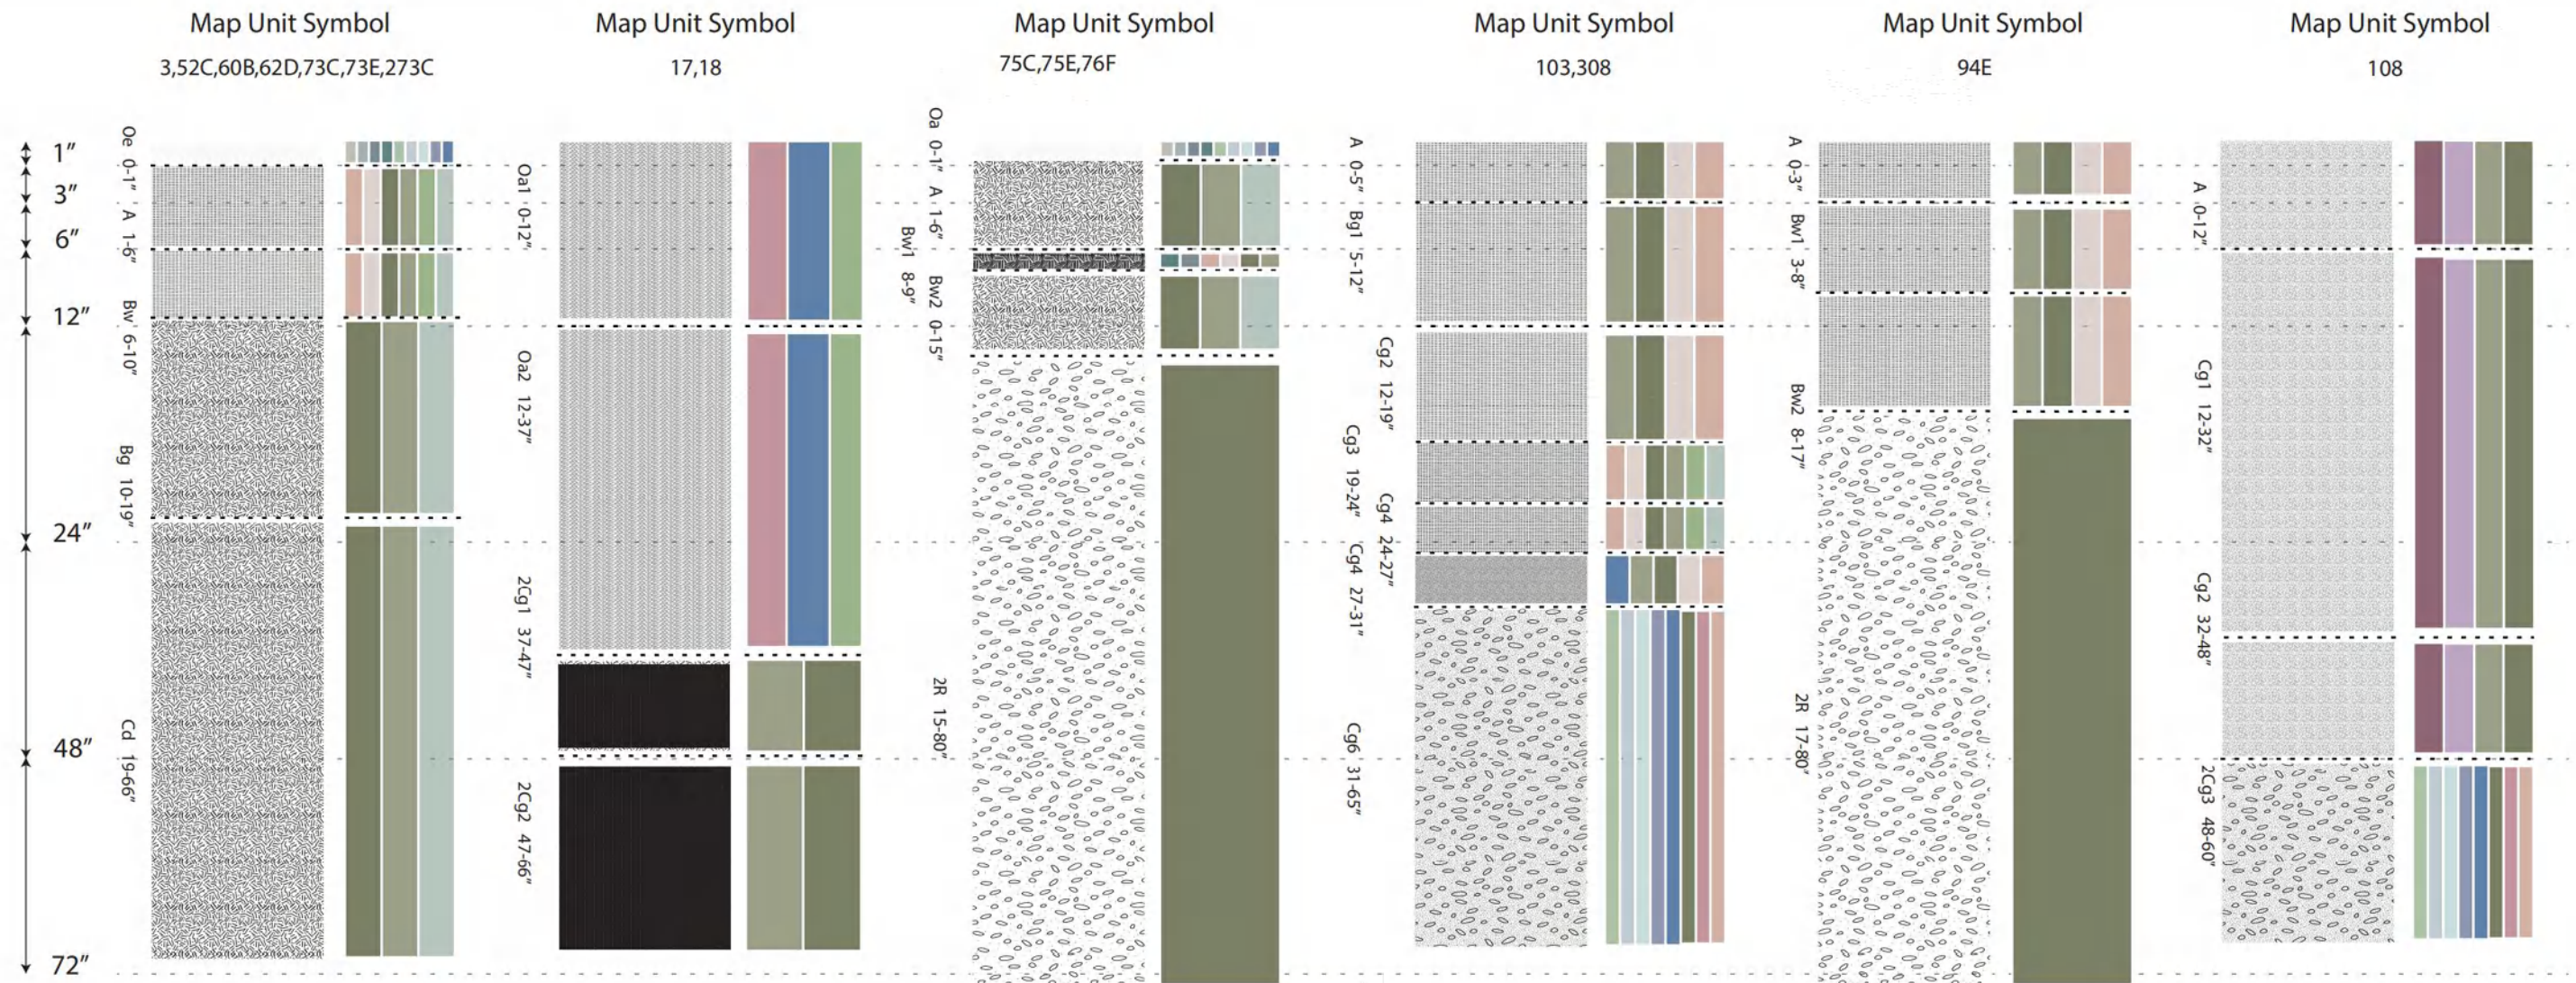 Map Unit Symbol
3,52C,60B,62D,73C,73E,273C
Map Unit Symbol
17,18
Map Unit Symbol
75C,75E,76F
Map Unit Symbol
103,308
Map Unit Symbol
94E
Map Unit Symbol
108
1”
3”
6”
12”
24”
48”
72”
Oe 0-1”
A 1-6”
Bw 6-10”
Bg 10-19”
Cd 19-66”
Oa1 0-12”
Oa2 12-37”
2Cg1 37-47”
2Cg2 47-66”
Oa 0-1”
A 1-6”
Bw1 8-9”
Bw2 0-15”
2R 15-80”
A 0-5”
Bg1 5-12”
Cg2 12-19”
Cg3 19-24”
Cg4 24-27”
Cg4 27-31”
Cg6 31-65”
A 0-3”
Bw1 3-8”
Bw2 8-17”
2R 17-80”
A 0-12”
Cg1 12-32”
Cg2 32-48”
2Cg3 48-60”